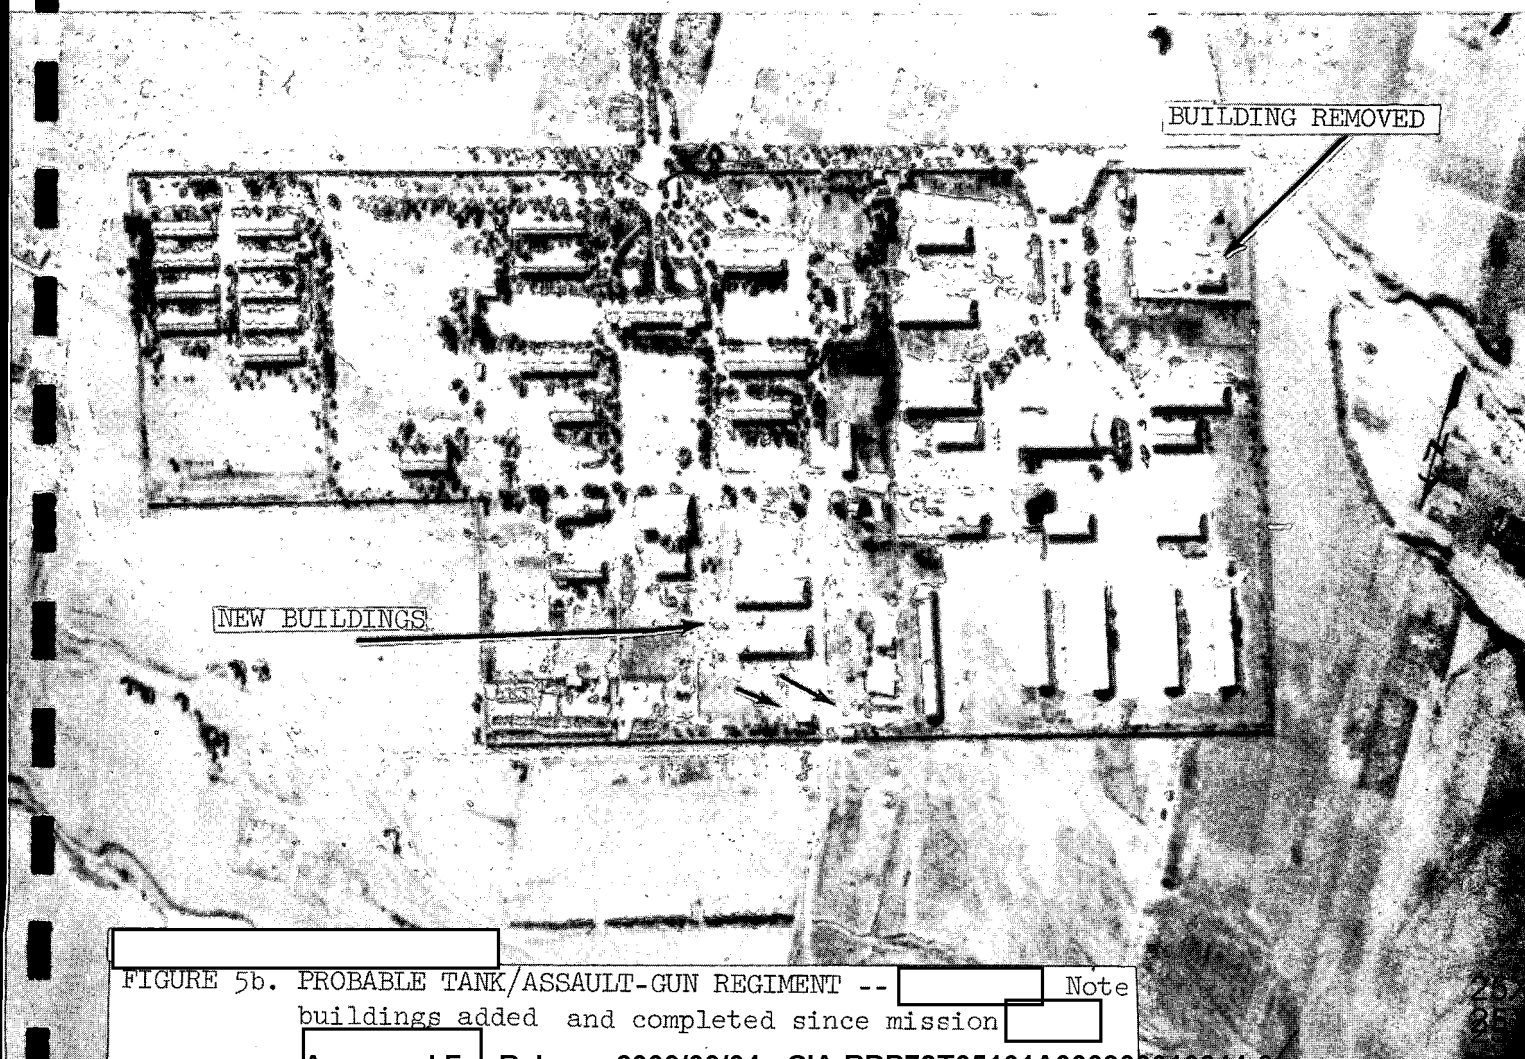 BUILDING REMOVED
NEW BUILDINGS
FIGURE 5b. PROBABLE TANK/ASSAULT-GUN REGIMENT -- Note
buildings added and completed since mission